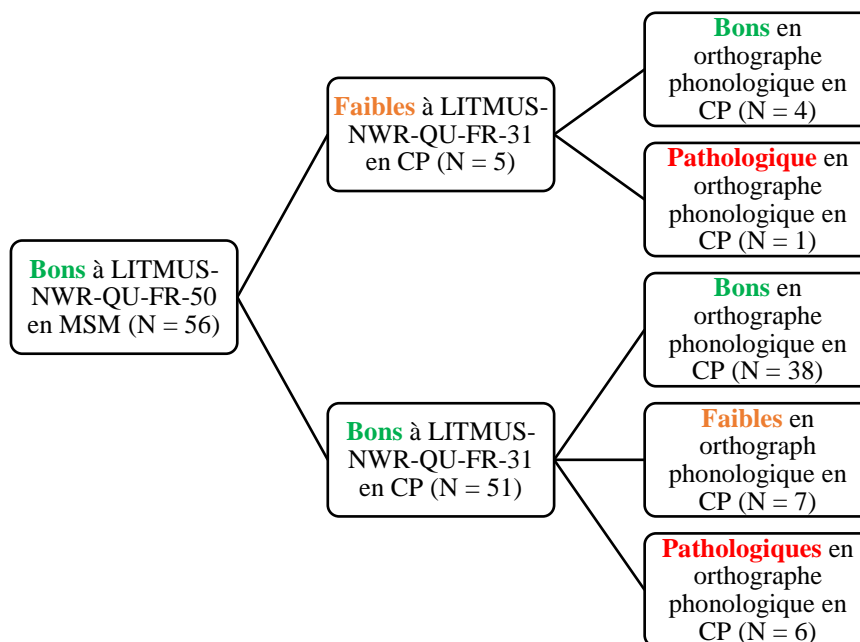 Bons à LITMUS-
NWR-QU-FR-50
en MSM (N = 56)
Faibles à LITMUS-
NWR-QU-FR-31
en CP (N = 5)
Bons en
orthographe
phonologique en
CP (N = 4)
Pathologique en
orthographe
phonologique en
CP (N = 1)
Bons à LITMUS-
NWR-QU-FR-31
en CP (N = 51)
Bons en
orthographe
phonologique en
CP (N = 38)
Faibles en
orthograph
phonologique en
CP (N = 7)
Pathologiques en
orthographe
phonologique en
CP (N = 6)